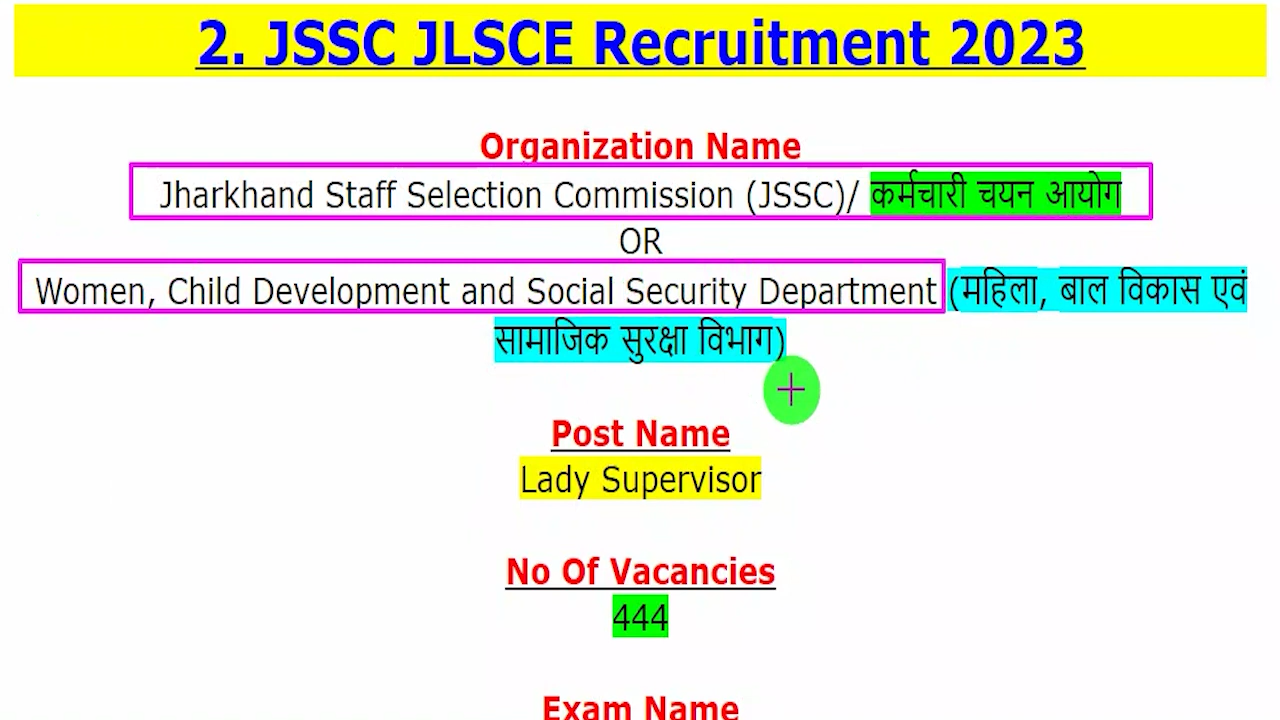 2. JSSC JLSCE Recruitment 2023
Organization Name
Jharkhand Staff Selection Commission (JSSC)/ कर्मचारी चयन आयोग
OR
Women, Child Development and Social Security Department (महिला, बाल विकास एवं
सामाजिक सुरक्षा विभाग)
Post Name
Lady Supervisor
No Of Vacancies
444
Exam Name